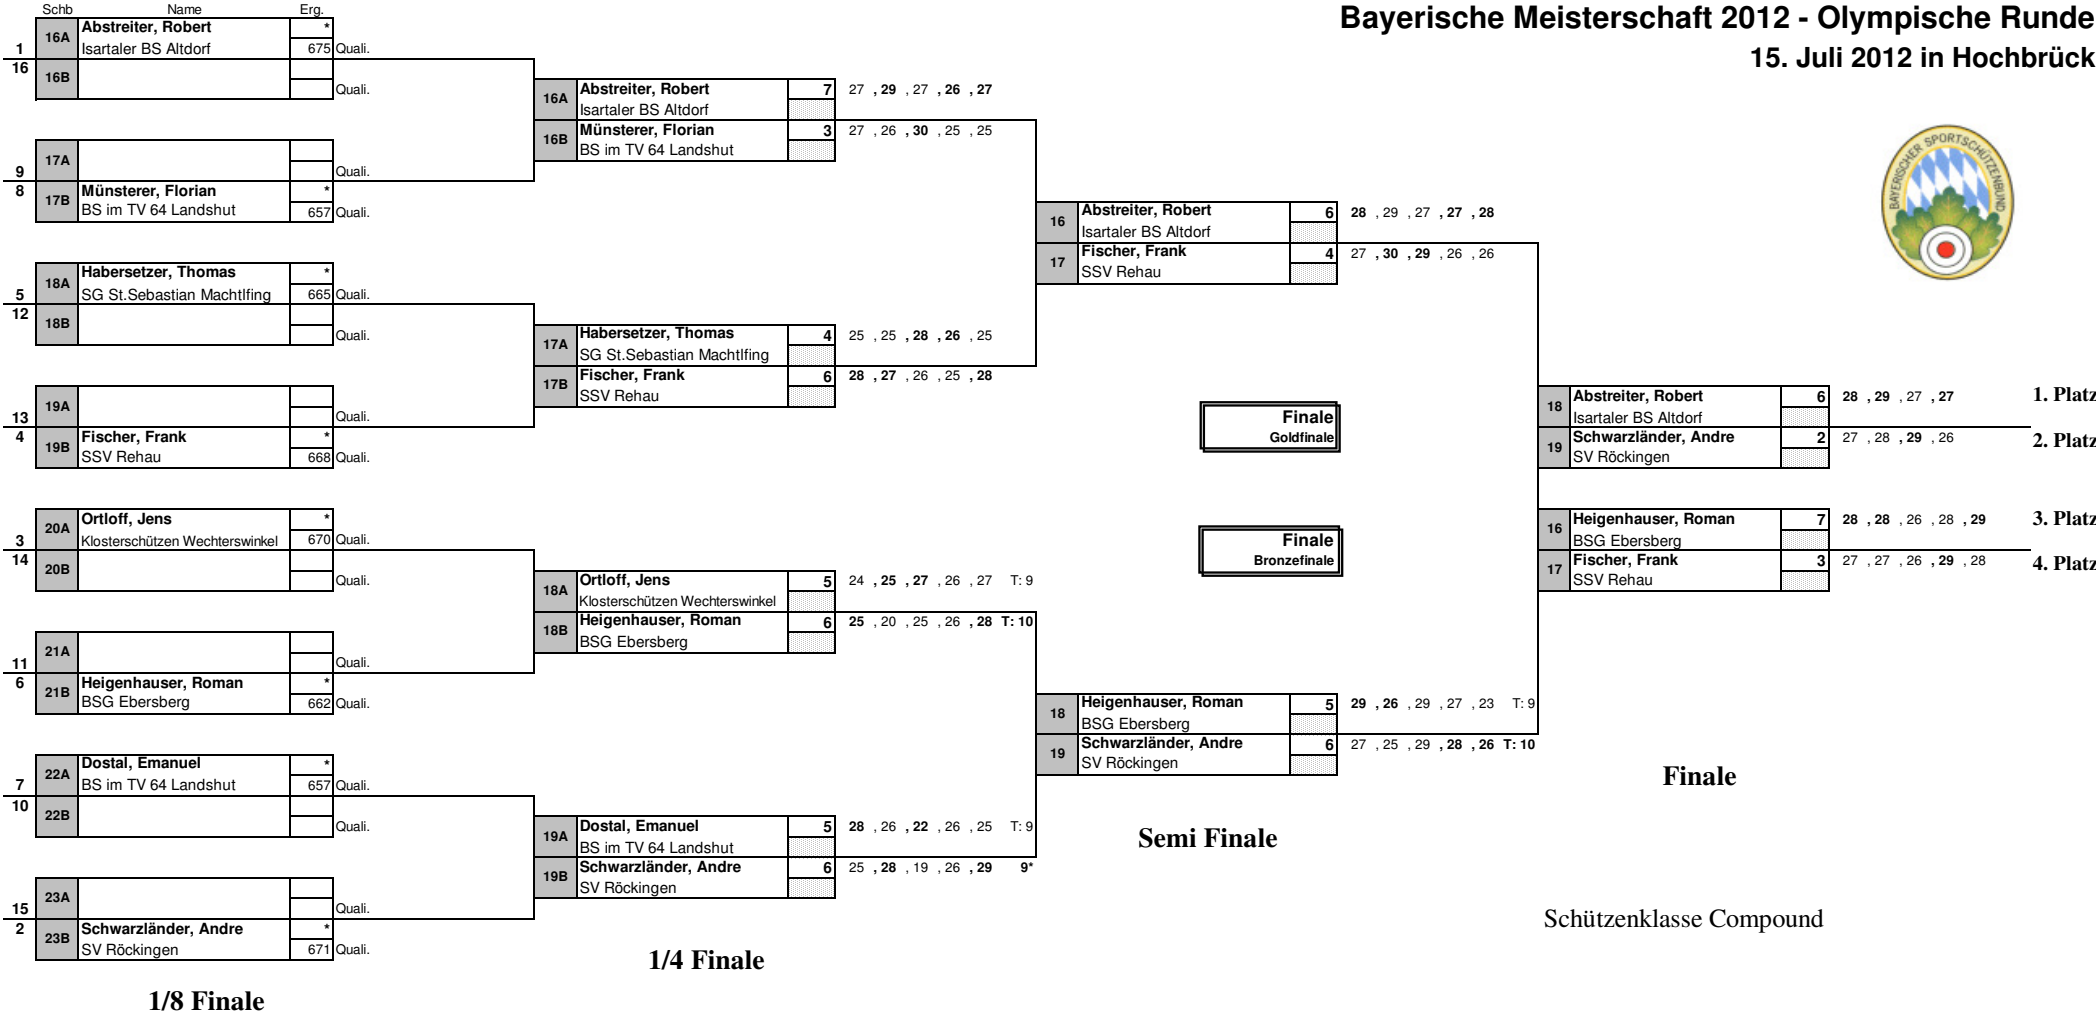 Bayerische Meisterschaft 2012 - Olympische Runde
15. Juli 2012 in Hochbrück
BAYERISCHER SPORTSCHÜTZENBUND
Schb Name Erg.
16A Abstreiter, Robert *
1 Isartaler BS Altdorf 675 Quali.
16 16B
Quali.
17A
9 Quali.
8 17B Münsterer, Florian *
BS im TV 64 Landshut 657 Quali.
18A Habersetzer, Thomas *
5 SG St.Sebastian Machtlfing 665 Quali.
12 18B
Quali.
19A
13 Quali.
4 19B Fischer, Frank *
SSV Rehau 668 Quali.
20A Ortloff, Jens *
3 Klosterschützen Wechterswinkel 670 Quali.
14 20B
Quali.
21A
11 Quali.
6 21B Heigenhauser, Roman *
BSG Ebersberg 662 Quali.
22A Dostal, Emanuel *
7 BS im TV 64 Landshut 657 Quali.
10 22B
Quali.
23A
15 Quali.
2 23B Schwarzländer, Andre *
SV Röckingen 671 Quali.
1/8 Finale
16A Abstreiter, Robert 7 27 , 29 , 27 , 26 , 27
Isartaler BS Altdorf
16B Münsterer, Florian 3 27 , 26 , 30 , 25 , 25
BS im TV 64 Landshut
17A Habersetzer, Thomas 4 25 , 25 , 28 , 26 , 25
SG St.Sebastian Machtlfing
17B Fischer, Frank 6 28 , 27 , 26 , 25 , 28
SSV Rehau
18A Ortloff, Jens 5 24 , 25 , 27 , 26 , 27 T: 9
Klosterschützen Wechterswinkel
18B Heigenhauser, Roman 6 25 , 20 , 25 , 26 , 28 T: 10
BSG Ebersberg
19A Dostal, Emanuel 5 28 , 26 , 22 , 26 , 25 T: 9
BS im TV 64 Landshut
19B Schwarzländer, Andre 6 25 , 28 , 19 , 26 , 29 9*
SV Röckingen
1/4 Finale
16 Abstreiter, Robert 6 28 , 29 , 27 , 27 , 28
Isartaler BS Altdorf
17 Fischer, Frank 4 27 , 30 , 29 , 26 , 26
SSV Rehau
Finale
Goldfinale
Finale
Bronzefinale
18 Heigenhauser, Roman 5 29 , 26 , 29 , 27 , 23 T: 9
BSG Ebersberg
19 Schwarzländer, Andre 6 27 , 25 , 29 , 28 , 26 T: 10
SV Röckingen
Semi Finale
18 Abstreiter, Robert 6 28 , 29 , 27 , 27 1. Platz
Isartaler BS Altdorf
19 Schwarzländer, Andre 2 27 , 28 , 29 , 26 2. Platz
SV Röckingen
16 Heigenhauser, Roman 7 28 , 28 , 26 , 28 , 29 3. Platz
BSG Ebersberg
17 Fischer, Frank 3 27 , 27 , 26 , 29 , 28 4. Platz
SSV Rehau
Finale
Schützenklasse Compound